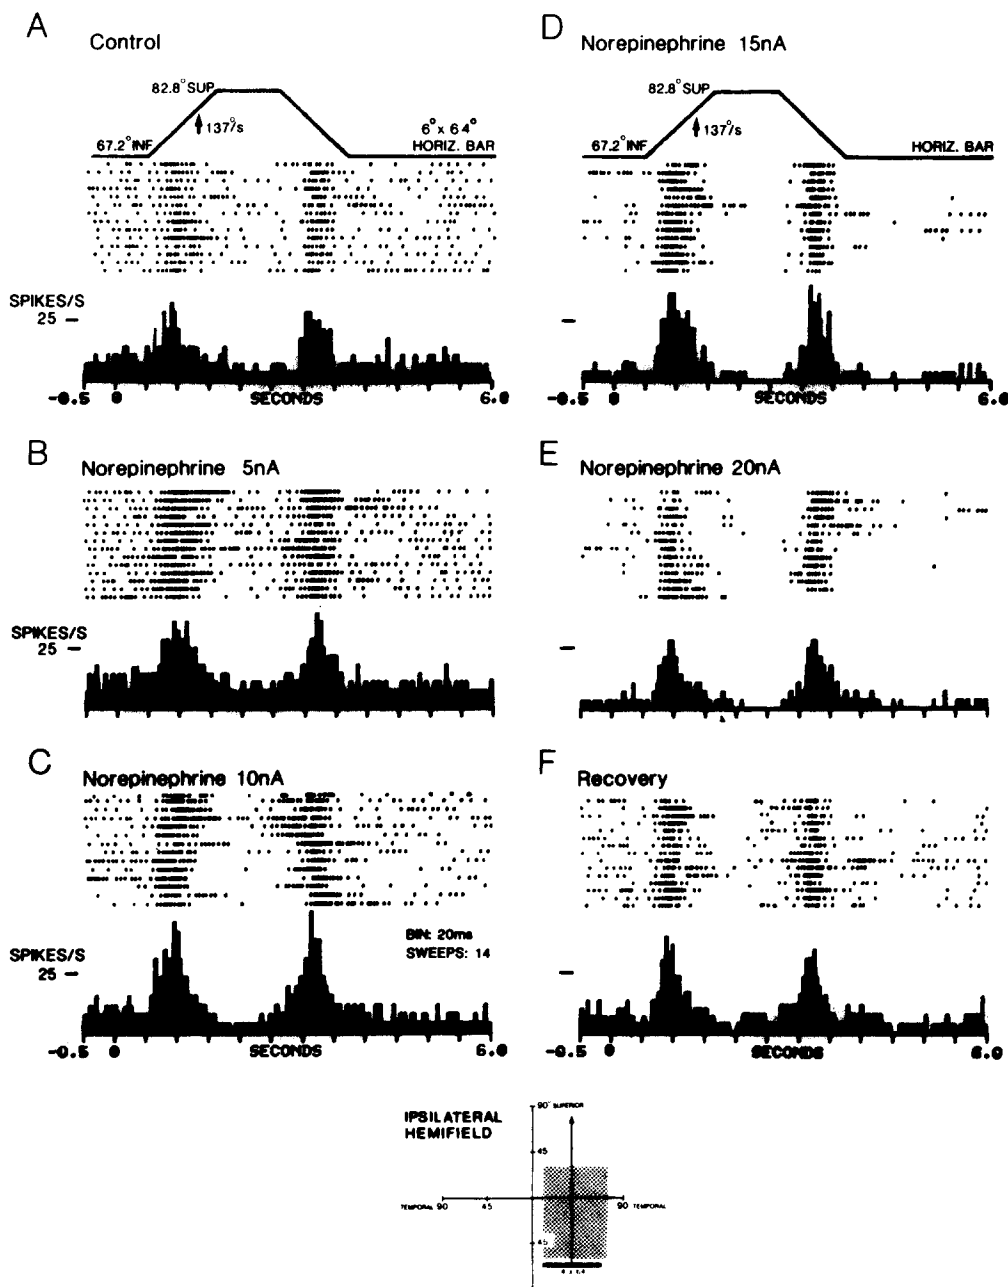 A
Control
82.8° SUP
137°/s
67.2° INF
6° x 64°
HORIZ. BAR
SPIKES/S
25
-0.5 0 SECONDS 6.0
B
Norepinephrine 5nA
SPIKES/S
25
C
Norepinephrine 10nA
BIN: 20ms
SWEEPS: 14
SPIKES/S
25
-0.5 0 SECONDS 6.0
D
Norepinephrine 15nA
82.8° SUP
137°/s
67.2° INF
HORIZ. BAR
-0.5 0 SECONDS 6.0
E
Norepinephrine 20nA
F
Recovery
-0.5 0 SECONDS 6.0
IPSILATERAL
HEMIFIELD
90° SUPERIOR
45
TEMPORAL 90 45 90 TEMPORAL
45